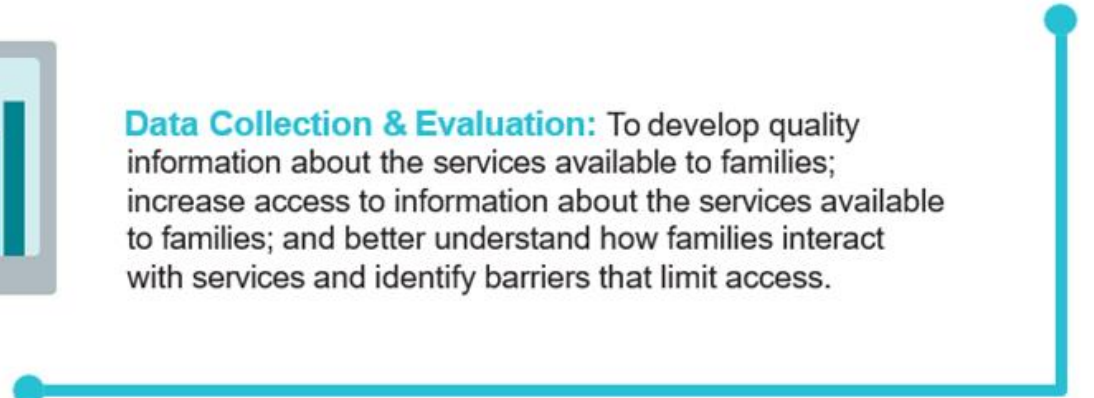 Data Collection & Evaluation: To develop quality
information about the services available to families;
increase access to information about the services available
to families; and better understand how families interact
with services and identify barriers that limit access.